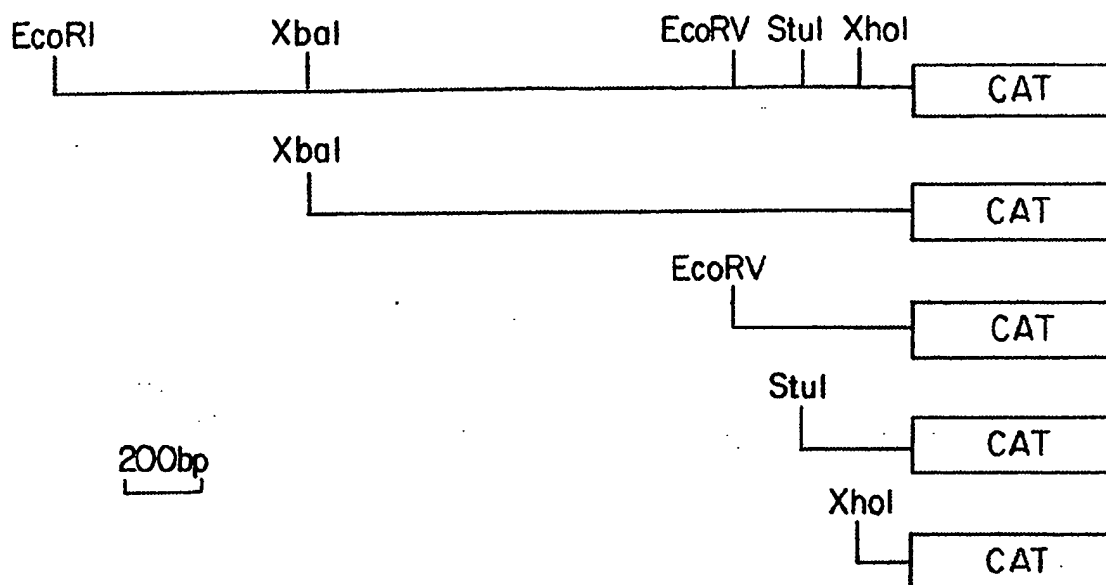 EcoRI XbaI EcoRV StuI XhoI
CAT
XbaI
CAT
EcoRV
CAT
StuI
CAT
200bp
XhoI
CAT